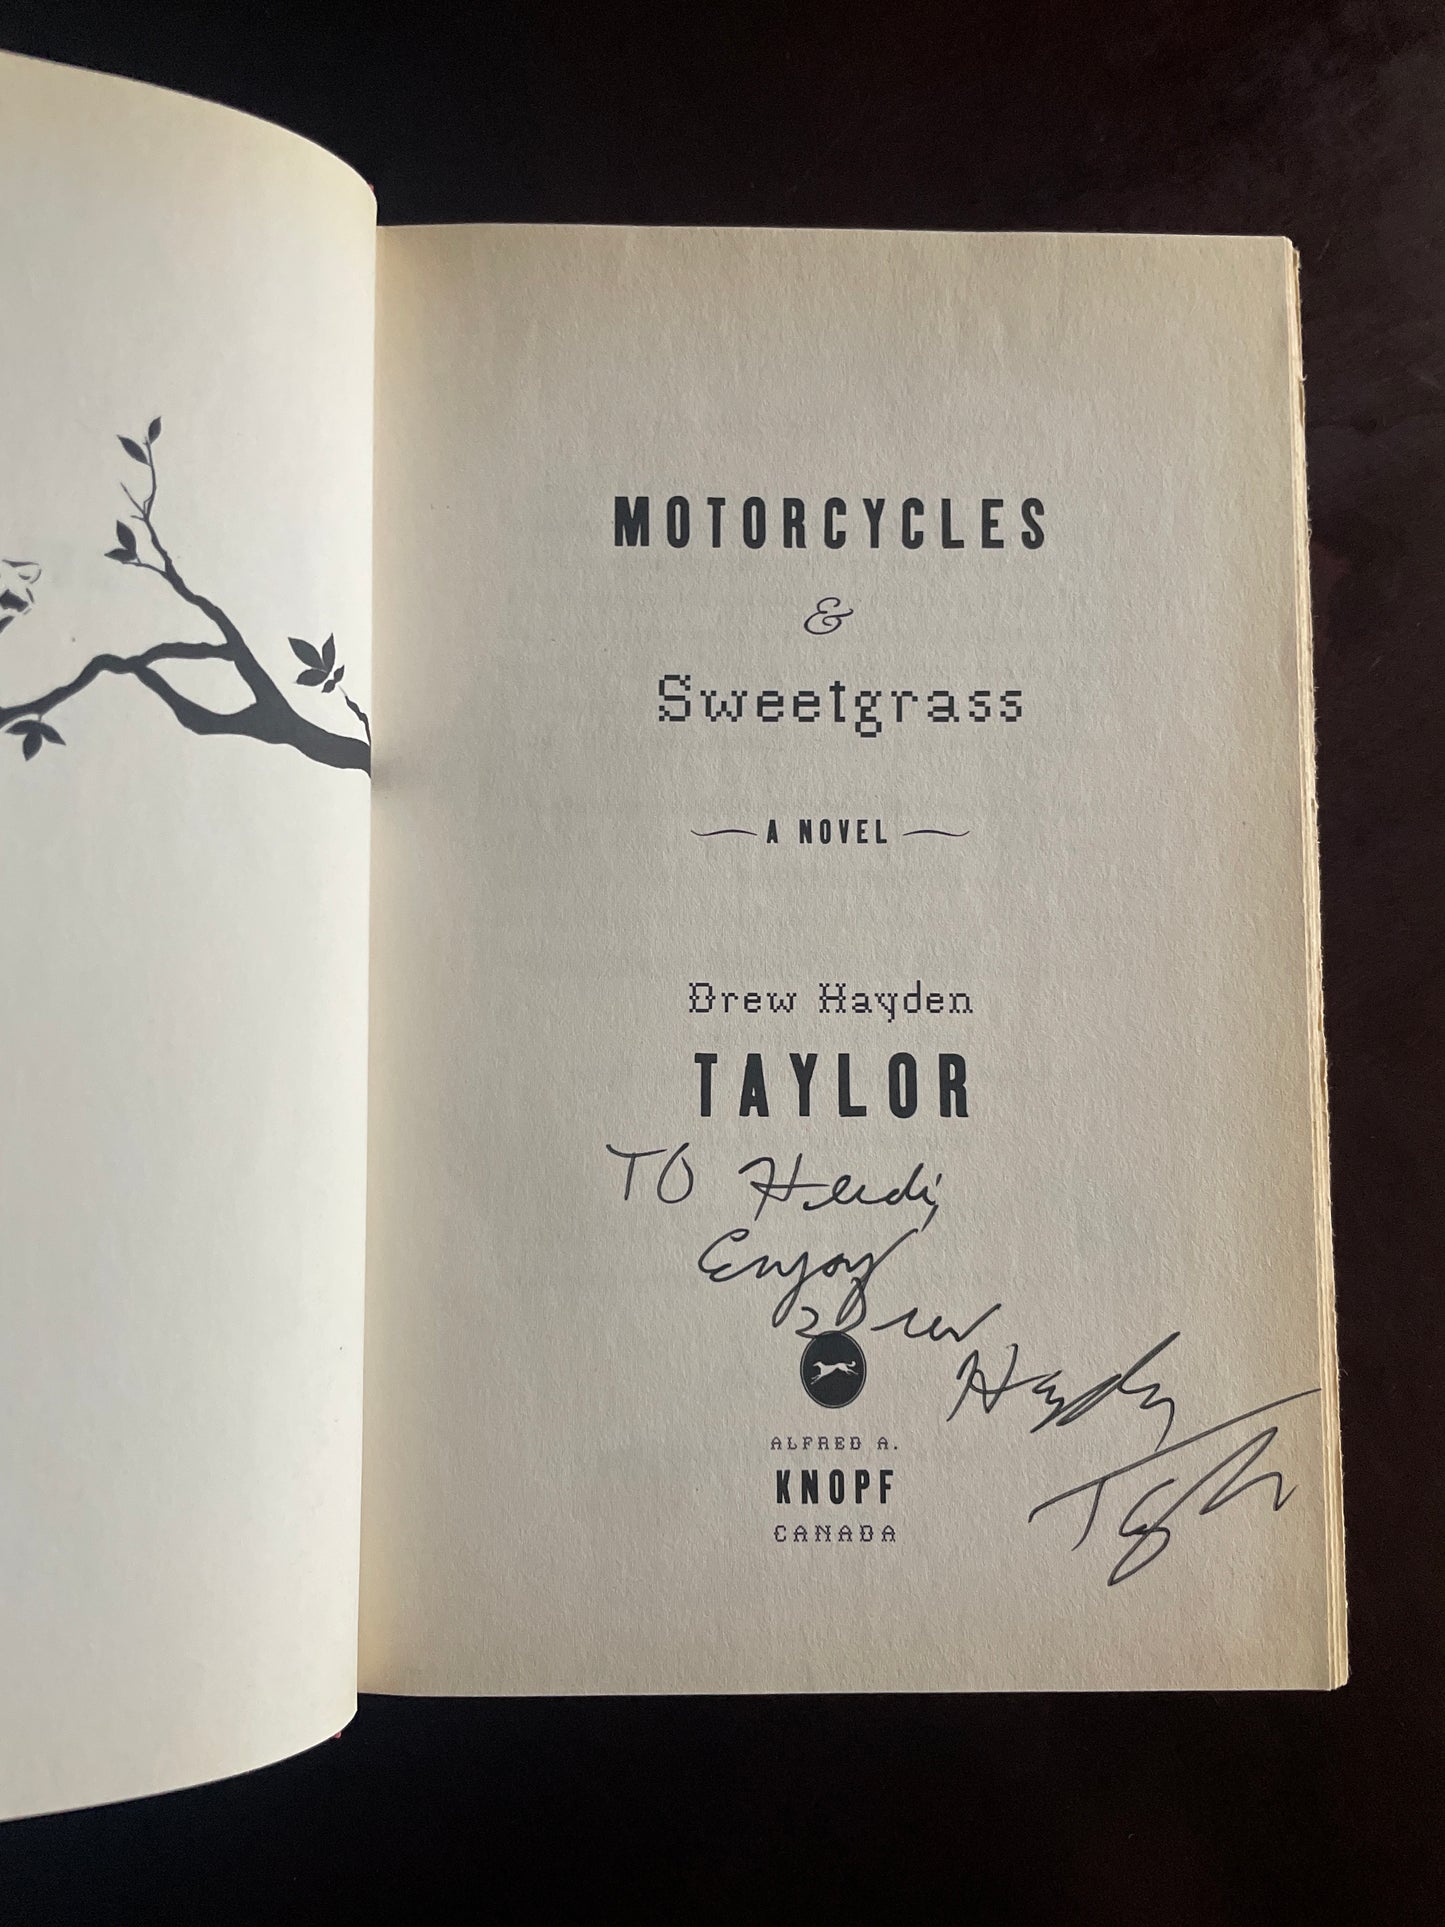 MOTORCYCLES
&
Sweetgrass
A NOVEL
Drew Hayden
TAYLOR
TO Heidi,
Enjoy
Drew
Hayden
Taylor
ALFRED A.
KNOPF
CANADA